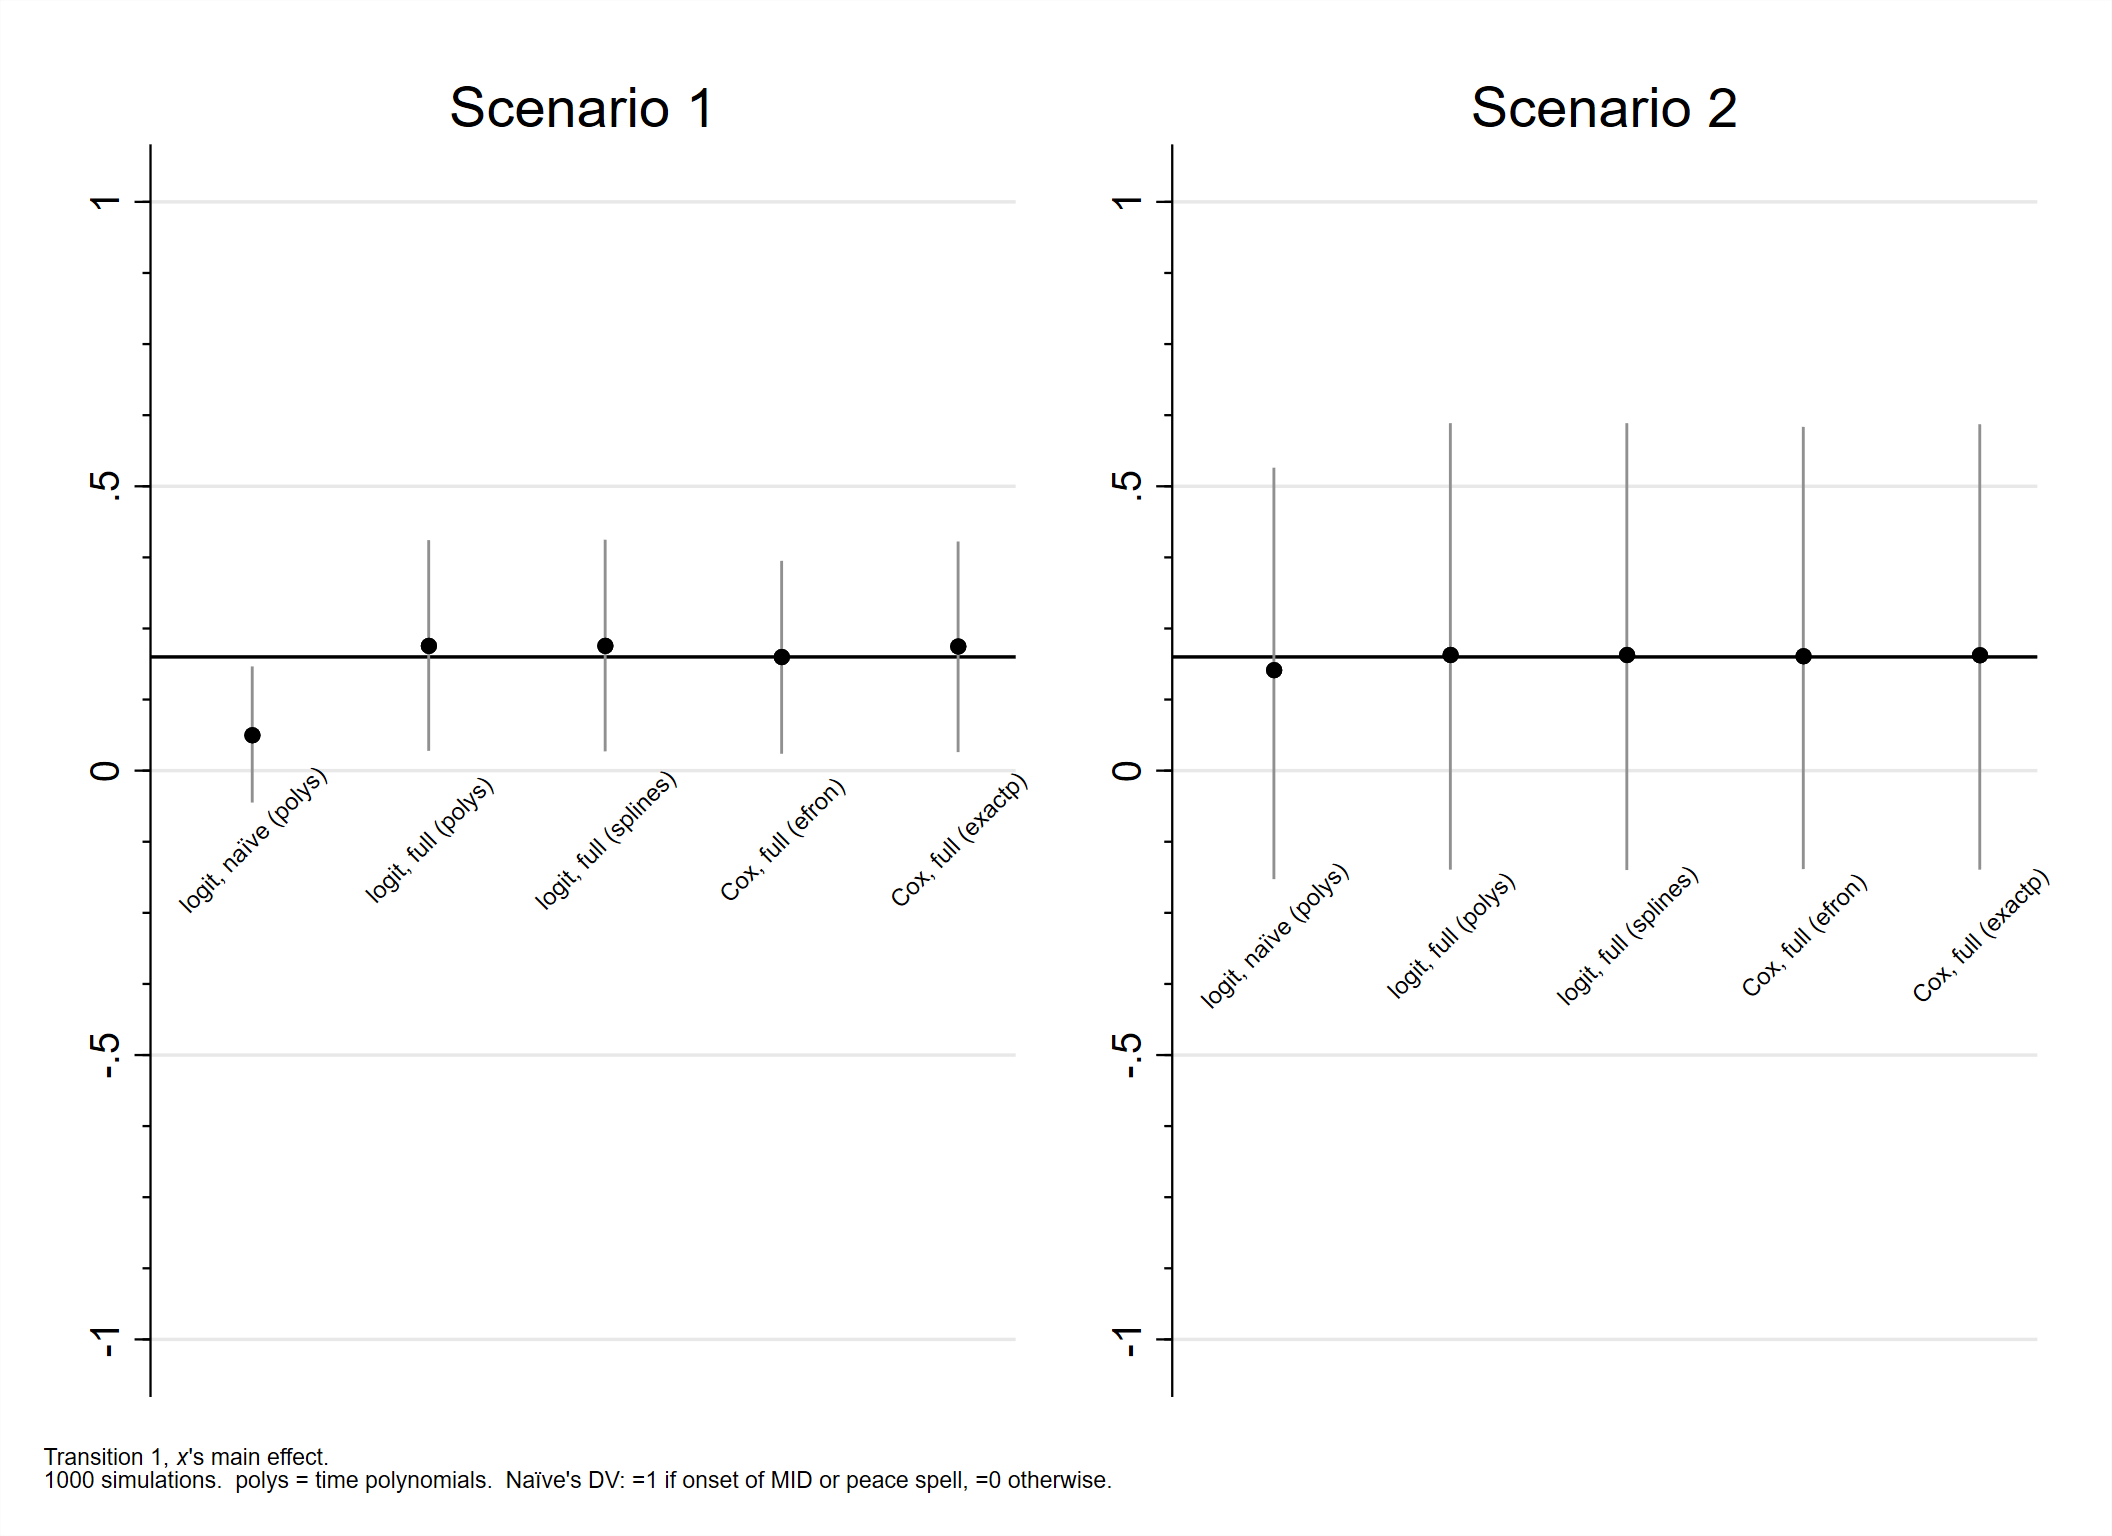 Scenario 1
1
.5
0
-.5
-1
logit, naïve (polys)
logit, full (polys)
logit, full (splines)
Cox, full (efron)
Cox, full (exactp)
Scenario 2
1
.5
0
-.5
-1
logit, naïve (polys)
logit, full (polys)
logit, full (splines)
Cox, full (efron)
Cox, full (exactp)
Transition 1, x's main effect.
1000 simulations.  polys = time polynomials.  Naïve's DV: =1 if onset of MID or peace spell, =0 otherwise.